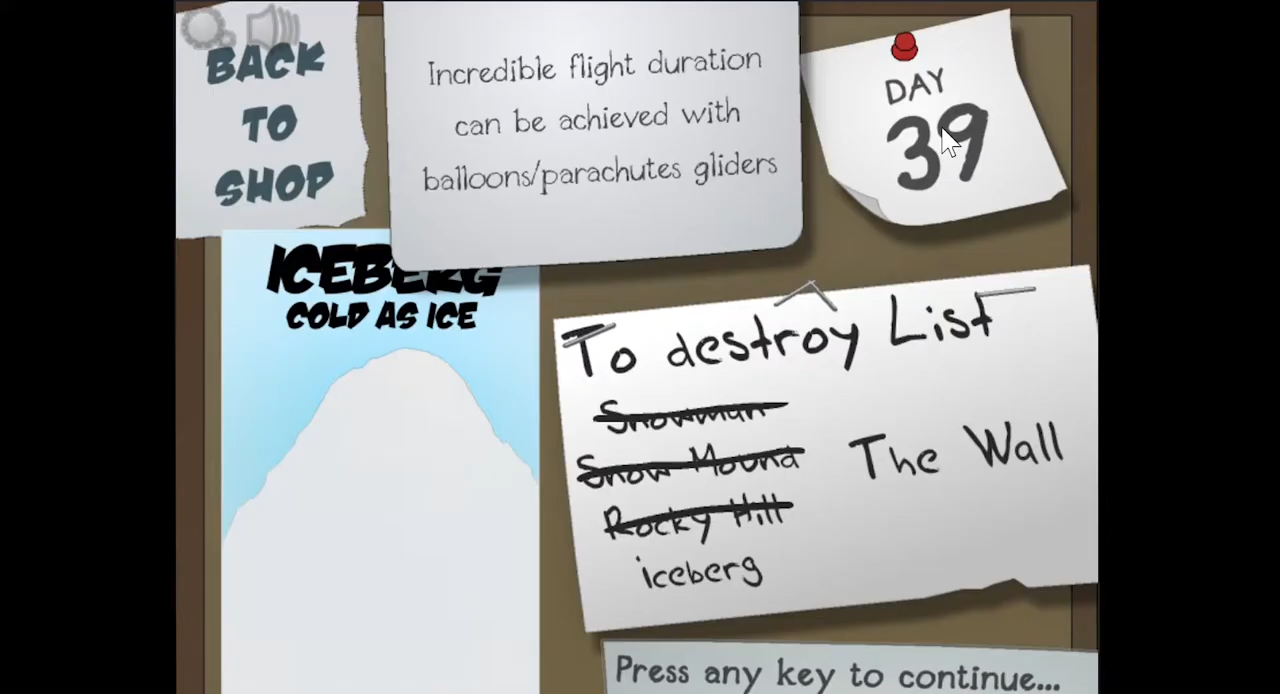 BACK
TO
SHOP
Incredible flight duration
can be achieved with
balloons/parachutes gliders
DAY
39
ICEBERG
COLD AS ICE
To destroy List
Snowman
Snow Mound
Rocky Hill
iceberg
The Wall
Press any key to continue...